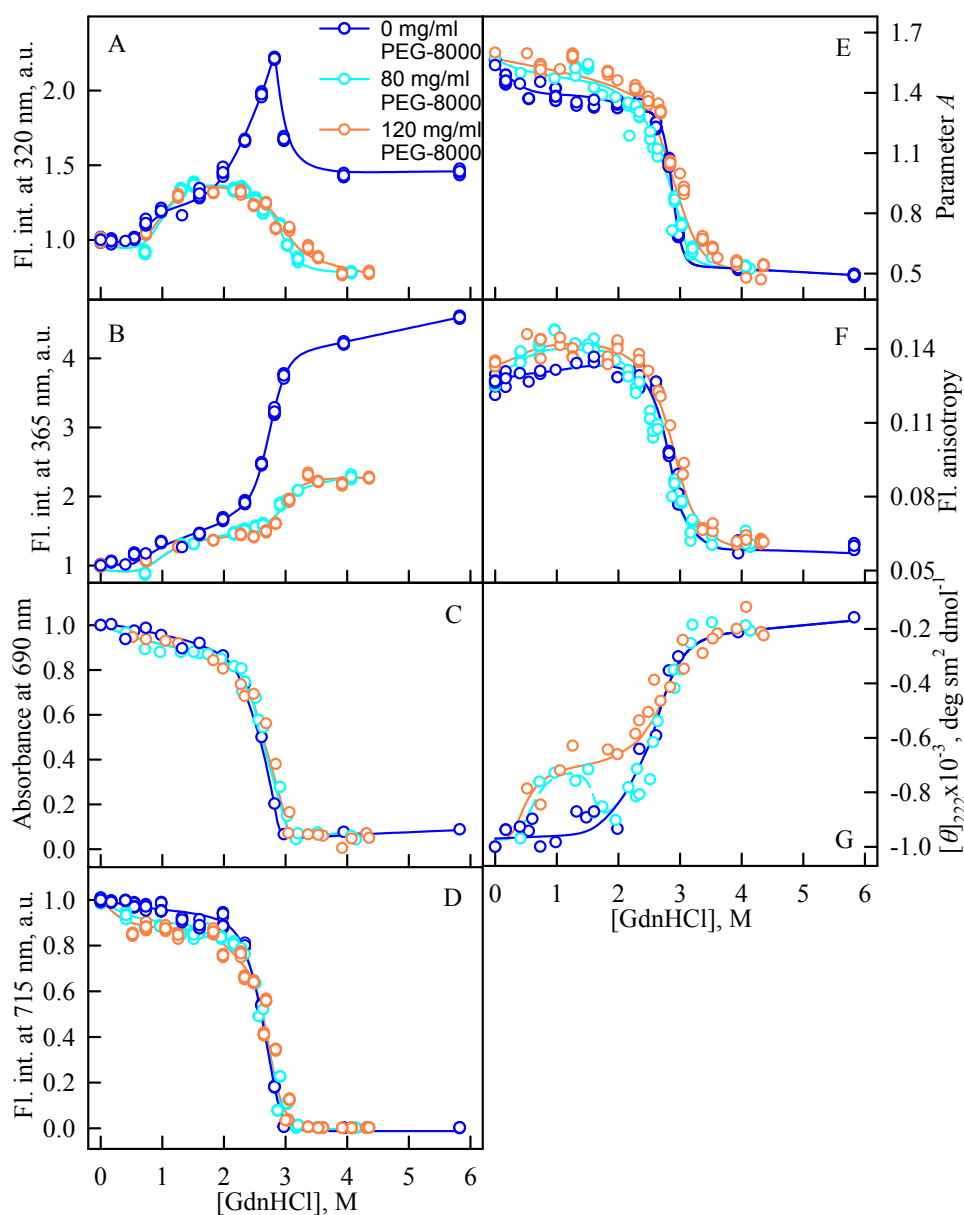 A
0 mg/ml
PEG-8000
80 mg/ml
PEG-8000
120 mg/ml
PEG-8000
2.0
1.5
1.0
Fl. int. at 320 nm, a.u.
E
1.7
1.4
1.1
0.8
0.5
Parameter A
B
4
3
2
1
Fl. int. at 365 nm, a.u.
F
0.14
0.11
0.08
0.05
Fl. anisotropy
C
1.0
0.8
0.6
0.4
0.2
0.0
Absorbance at 690 nm
G
-0.2
-0.4
-0.6
-0.8
-1.0
[θ]222x10-3, deg sm2 dmol-1
0 1 2 3 4 5 6
[GdnHCl], M
D
1.0
0.8
0.6
0.4
0.2
0.0
Fl. int. at 715 nm, a.u.
0 1 2 3 4 5 6
[GdnHCl], M